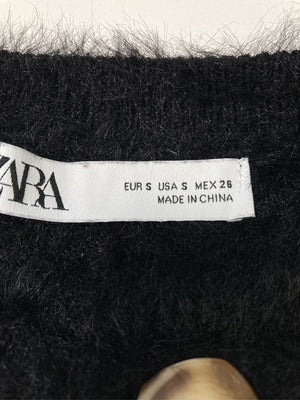 ZARA
EUR S USA S MEX 26
MADE IN CHINA